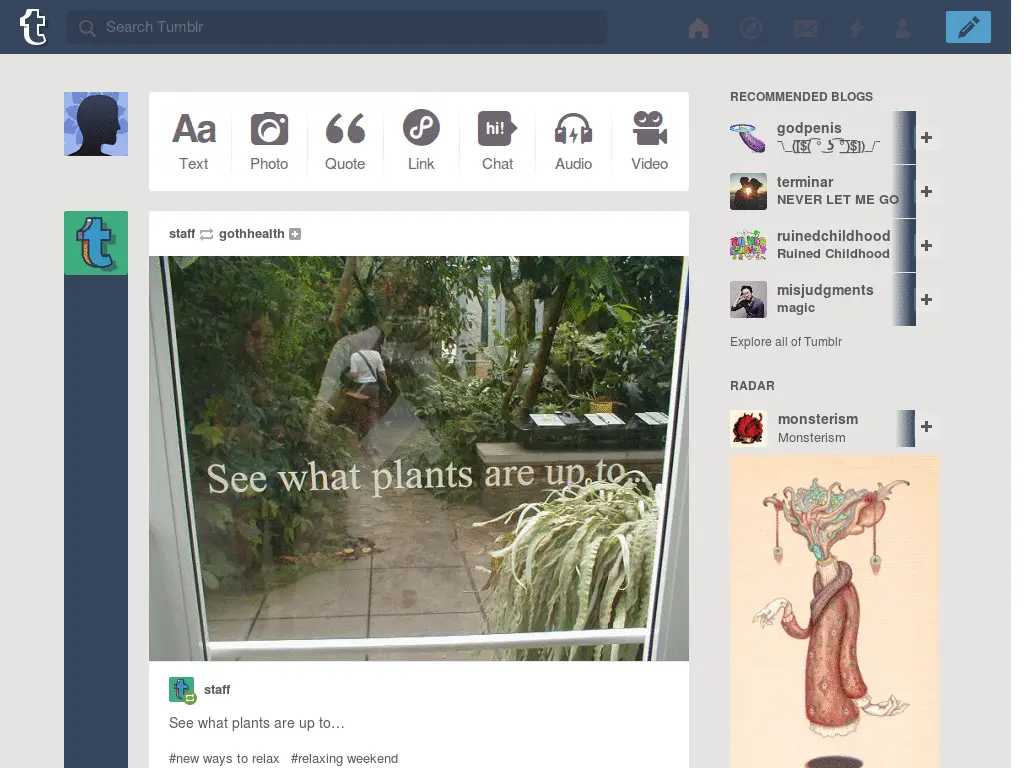 Search Tumblr
Aa
Text
Photo
Quote
Link
hi!
Chat
Audio
Video
staff gothhealth
See what plants are up to...
staff
See what plants are up to…
#new ways to relax #relaxing weekend
RECOMMENDED BLOGS
godpenis
terminar
NEVER LET ME GO
ruinedchildhood
Ruined Childhood
misjudgments
magic
Explore all of Tumblr
RADAR
monsterism
Monsterism